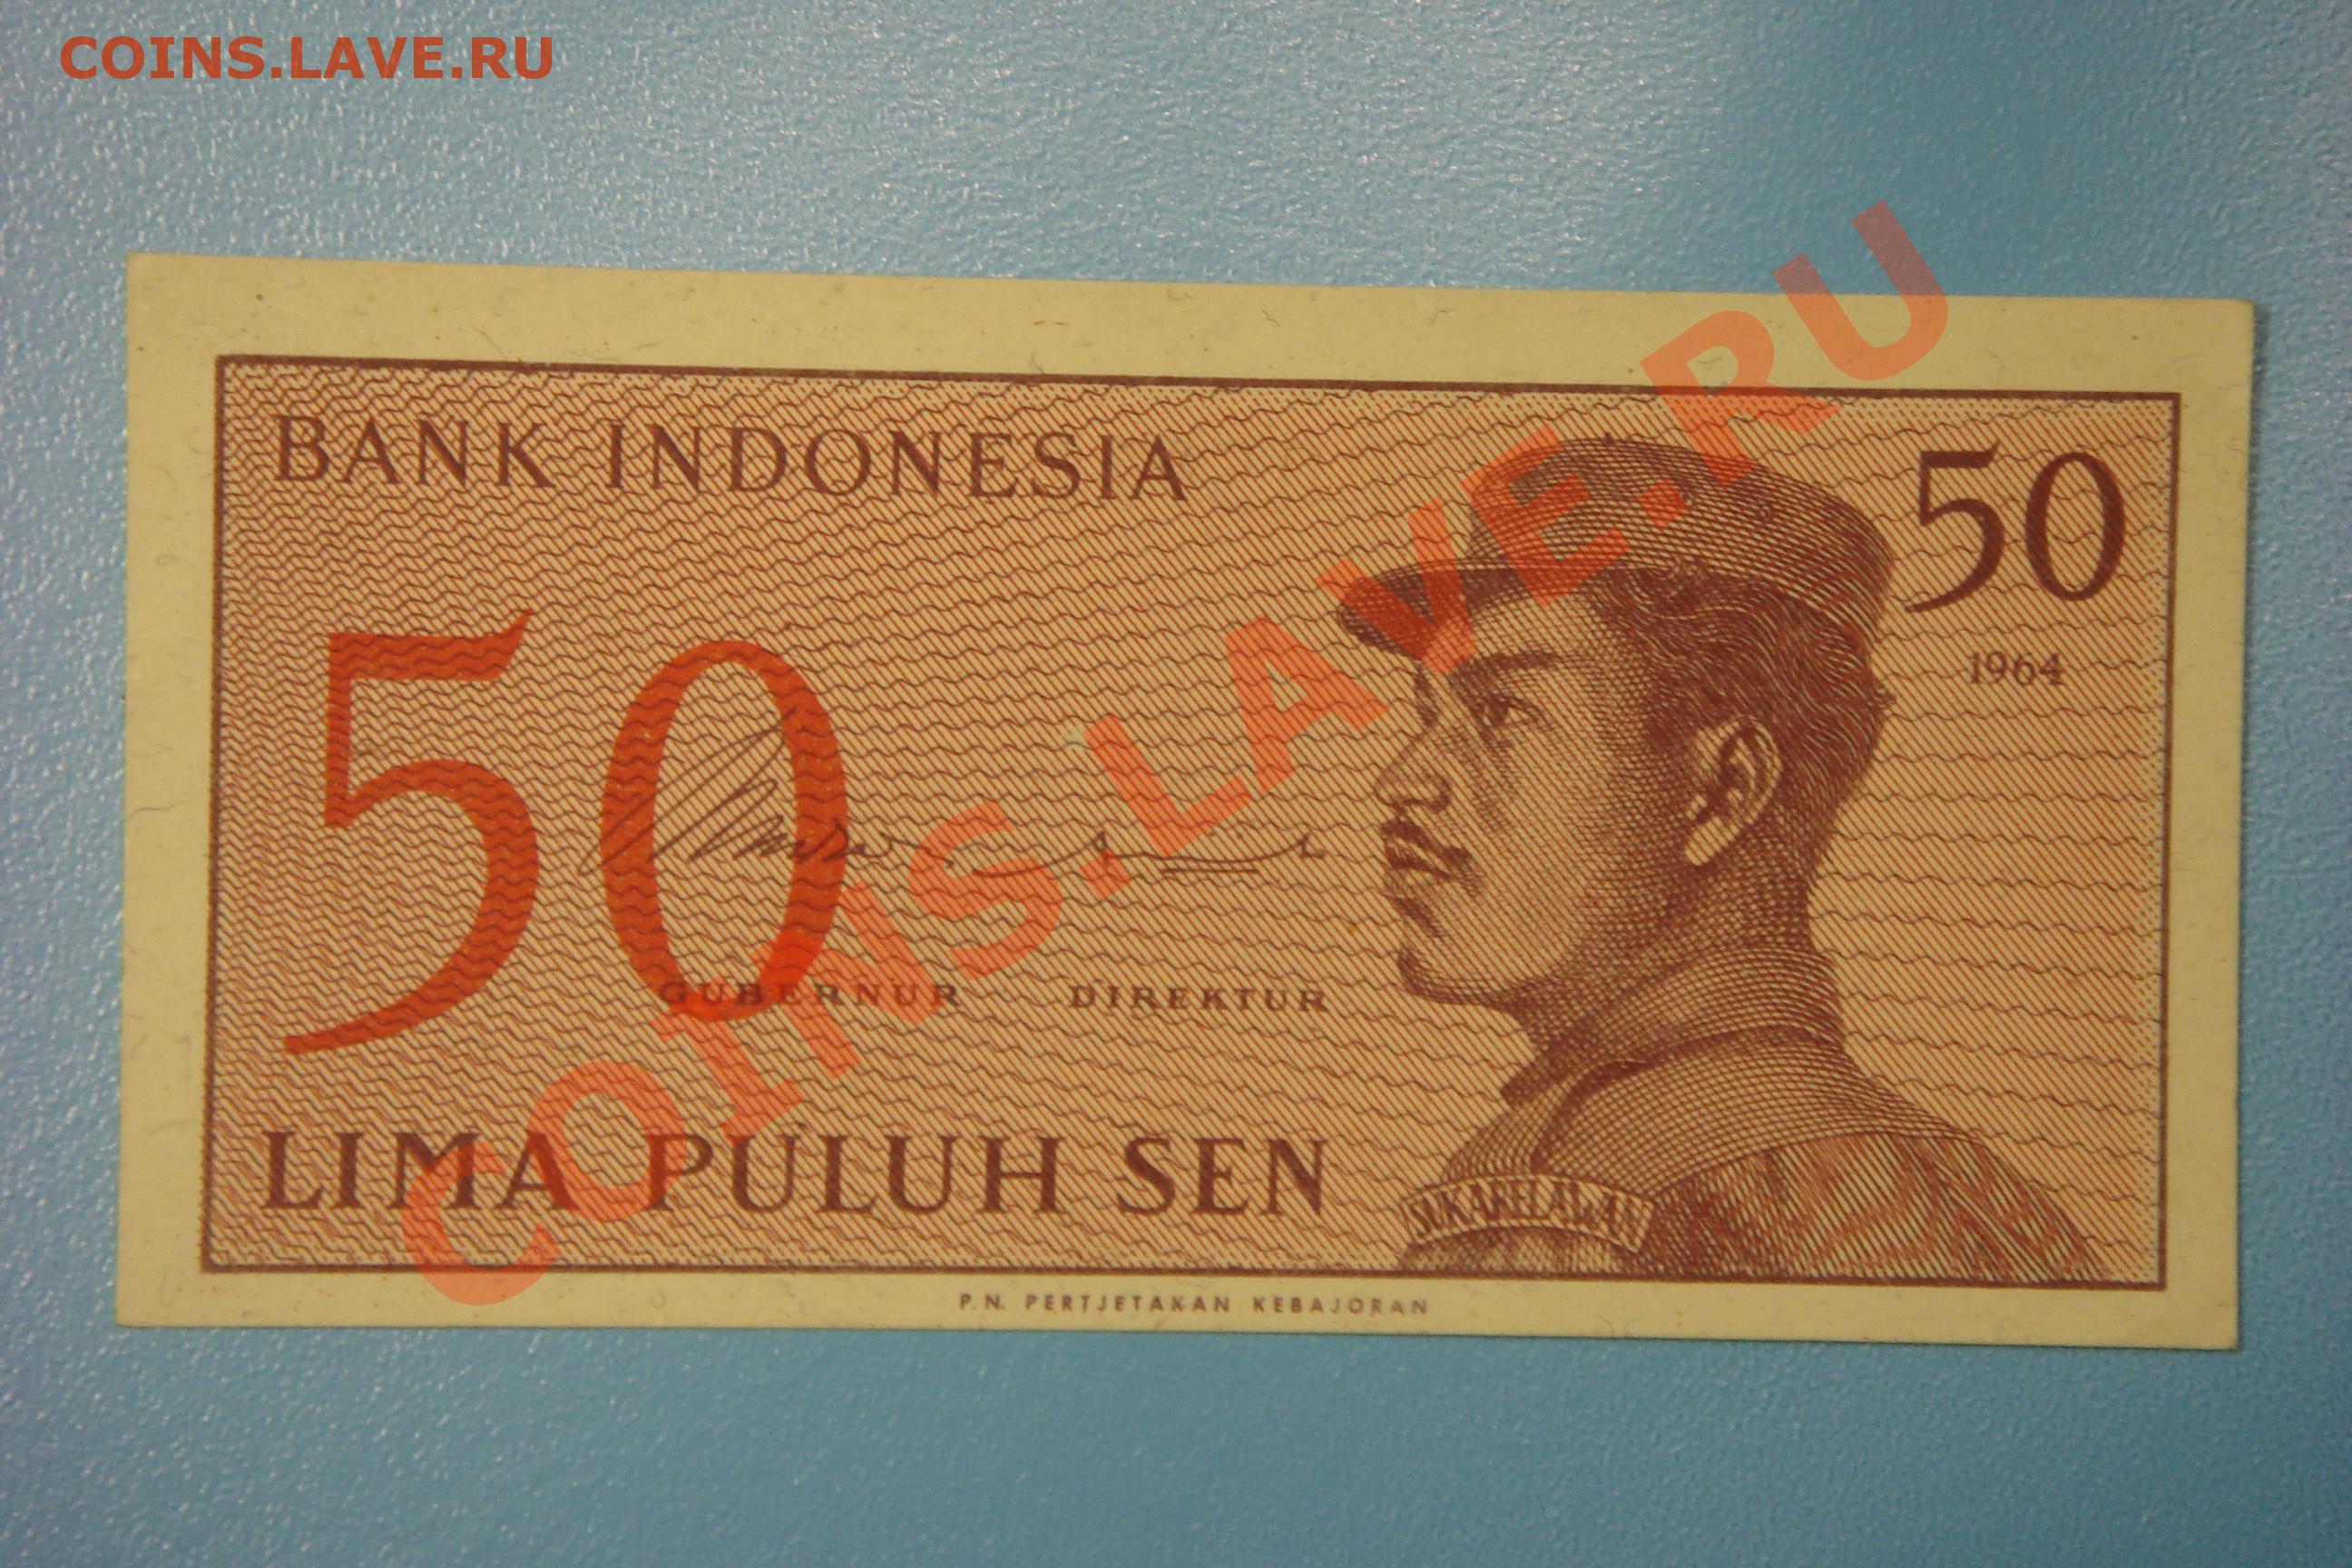 COINS.LAVE.RU
BANK INDONESIA
50
1964
50
COINS.LAVE.RU
GUBERNUR DIREKTUR
LIMA PULUH SEN
SUKARELAWAN
P.N. PERTJETAKAN KEBAJORAN